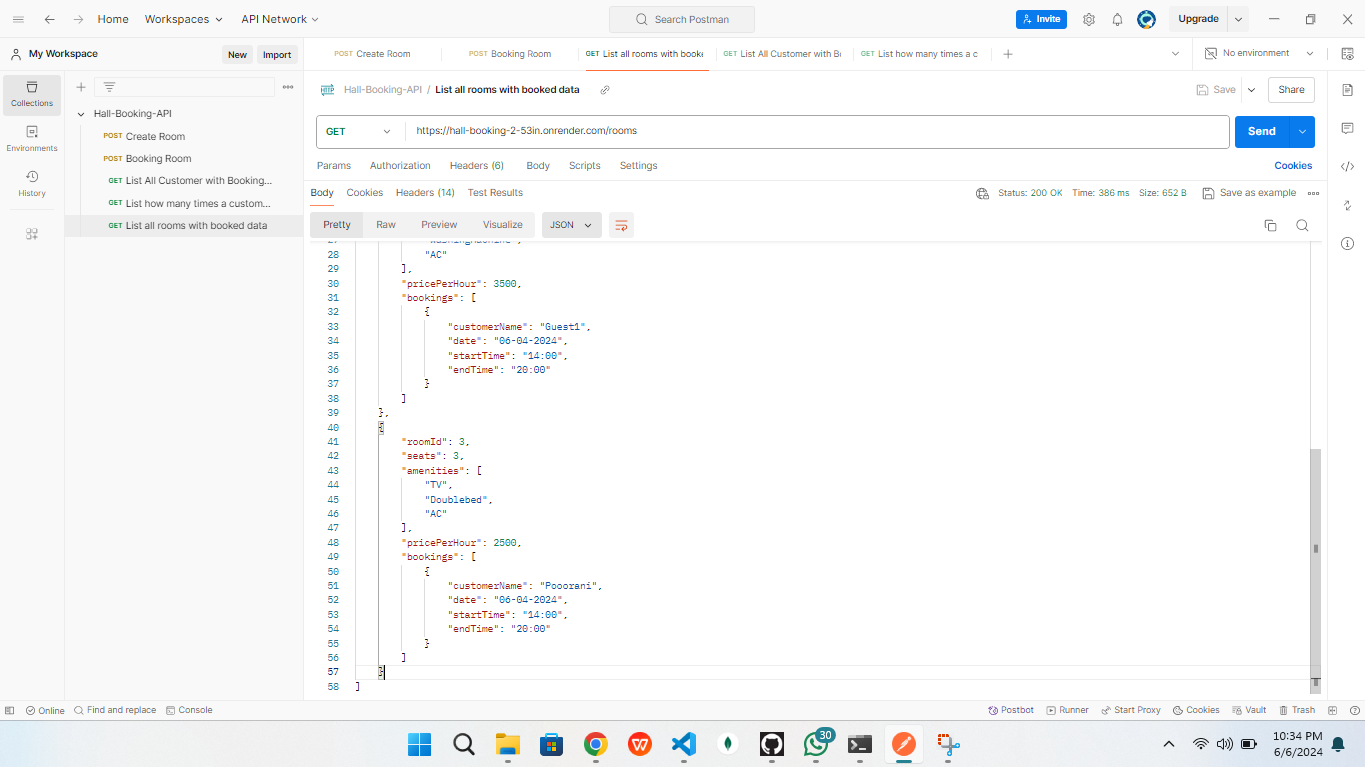 Home
Workspaces
API Network
Search Postman
Invite
Upgrade
My Workspace
New
Import
POST Create Room
POST Booking Room
GET List all rooms with booke
GET List All Customer with B
GET List how many times a c
No environment
Collections
Environments
History
Hall-Booking-API
POST Create Room
POST Booking Room
GET List All Customer with Booking...
GET List how many times a custom...
GET List all rooms with booked data
HTTP Hall-Booking-API / List all rooms with booked data
Save
Share
GET
https://hall-booking-2-53in.onrender.com/rooms
Send
Params Authorization Headers (6) Body Scripts Settings
Cookies
Body Cookies Headers (14) Test Results
Status: 200 OK Time: 386 ms Size: 652 B
Save as example
Pretty Raw Preview Visualize JSON
28 "AC"
29 ],
30 "pricePerHour": 3500,
31 "bookings": [
32 {
33 "customerName": "Guest1",
34 "date": "06-04-2024",
35 "startTime": "14:00",
36 "endTime": "20:00"
37 }
38 ]
39 },
40 {
41 "roomId": 3,
42 "seats": 3,
43 "amenities": [
44 "TV",
45 "Doublebed",
46 "AC"
47 ],
48 "pricePerHour": 2500,
49 "bookings": [
50 {
51 "customerName": "Pooorani",
52 "date": "06-04-2024",
53 "startTime": "14:00",
54 "endTime": "20:00"
55 }
56 ]
57 }
58 ]
Online
Find and replace
Console
Postbot
Runner
Start Proxy
Cookies
Vault
Trash
30
10:34 PM
6/6/2024